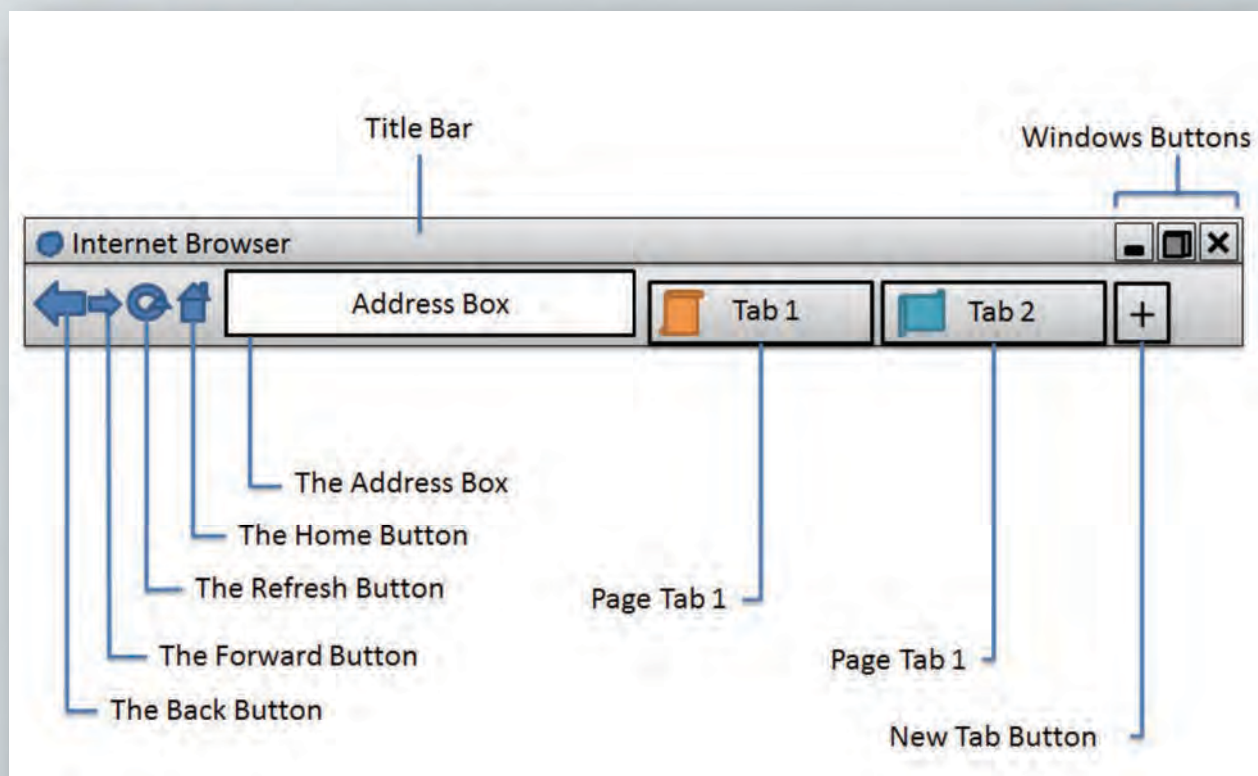 Title Bar
Windows Buttons
Internet Browser
Address Box
Tab 1
Tab 2
+
The Address Box
The Home Button
The Refresh Button
Page Tab 1
The Forward Button
Page Tab 1
The Back Button
New Tab Button